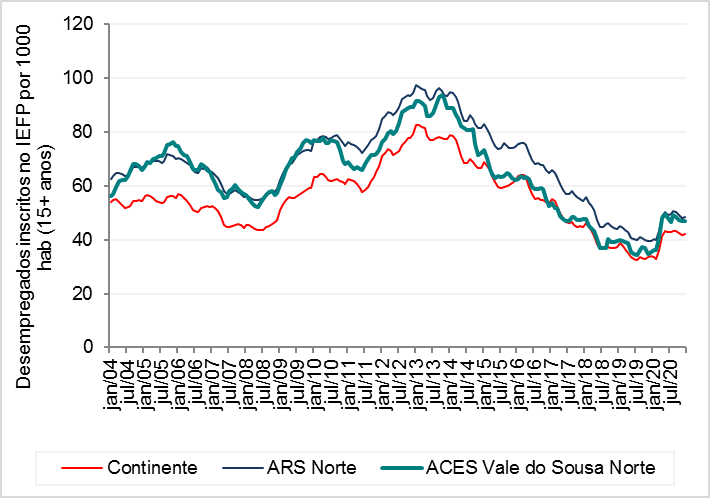 Desempregados inscritos no IEFP por 1000
hab (15+ anos)
120
100
80
60
40
20
0
jan/04
jul/04
jan/05
jul/05
jan/06
jul/06
jan/07
jul/07
jan/08
jul/08
jan/09
jul/09
jan/10
jul/10
jan/11
jul/11
jan/12
jul/12
jan/13
jul/13
jan/14
jul/14
jan/15
jul/15
jan/16
jul/16
jan/17
jul/17
jan/18
jul/18
jan/19
jul/19
jan/20
jul/20
Continente
ARS Norte
ACES Vale do Sousa Norte